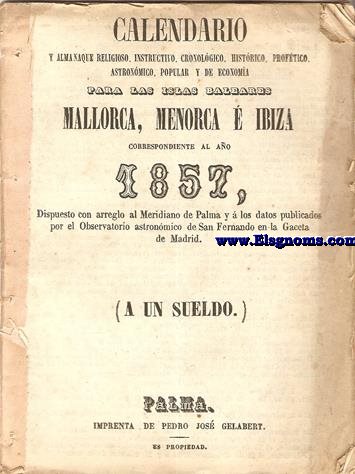 CALENDARIO
Y ALMANAQUE RELIGIOSO, INSTRUCTIVO, CRONOLÓGICO, HISTÓRICO, PROFÉTICO,
ASTRONÓMICO, POPULAR Y DE ECONOMÍA
PARA LAS ISLAS BALEARES
MALLORCA, MENORCA É IBIZA
CORRESPONDIENTE AL AÑO
1857,
Dispuesto con arreglo al Meridiano de Palma y á los datos publicados
por el Observatorio astronómico de San Fernando en la Gaceta
de Madrid.
www.Elsgnoms.com
(A UN SUELDO.)
PALMA.
IMPRENTA DE PEDRO JOSÉ GELABERT.
ES PROPIEDAD.